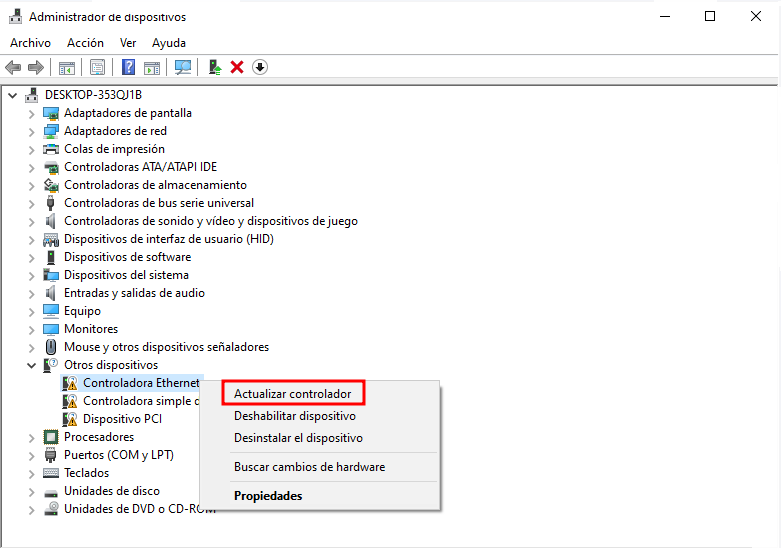 Administrador de dispositivos
Archivo Acción Ver Ayuda
DESKTOP-353QJ1B
Adaptadores de pantalla
Adaptadores de red
Colas de impresión
Controladoras ATA/ATAPI IDE
Controladoras de almacenamiento
Controladoras de bus serie universal
Controladoras de sonido y vídeo y dispositivos de juego
Dispositivos de interfaz de usuario (HID)
Dispositivos de software
Dispositivos del sistema
Entradas y salidas de audio
Equipo
Monitores
Mouse y otros dispositivos señaladores
Otros dispositivos
Controladora Ethernet
Actualizar controlador
Controladora simple d
Deshabilitar dispositivo
Dispositivo PCI
Desinstalar el dispositivo
Procesadores
Puertos (COM y LPT)
Buscar cambios de hardware
Teclados
Unidades de disco
Propiedades
Unidades de DVD o CD-ROM